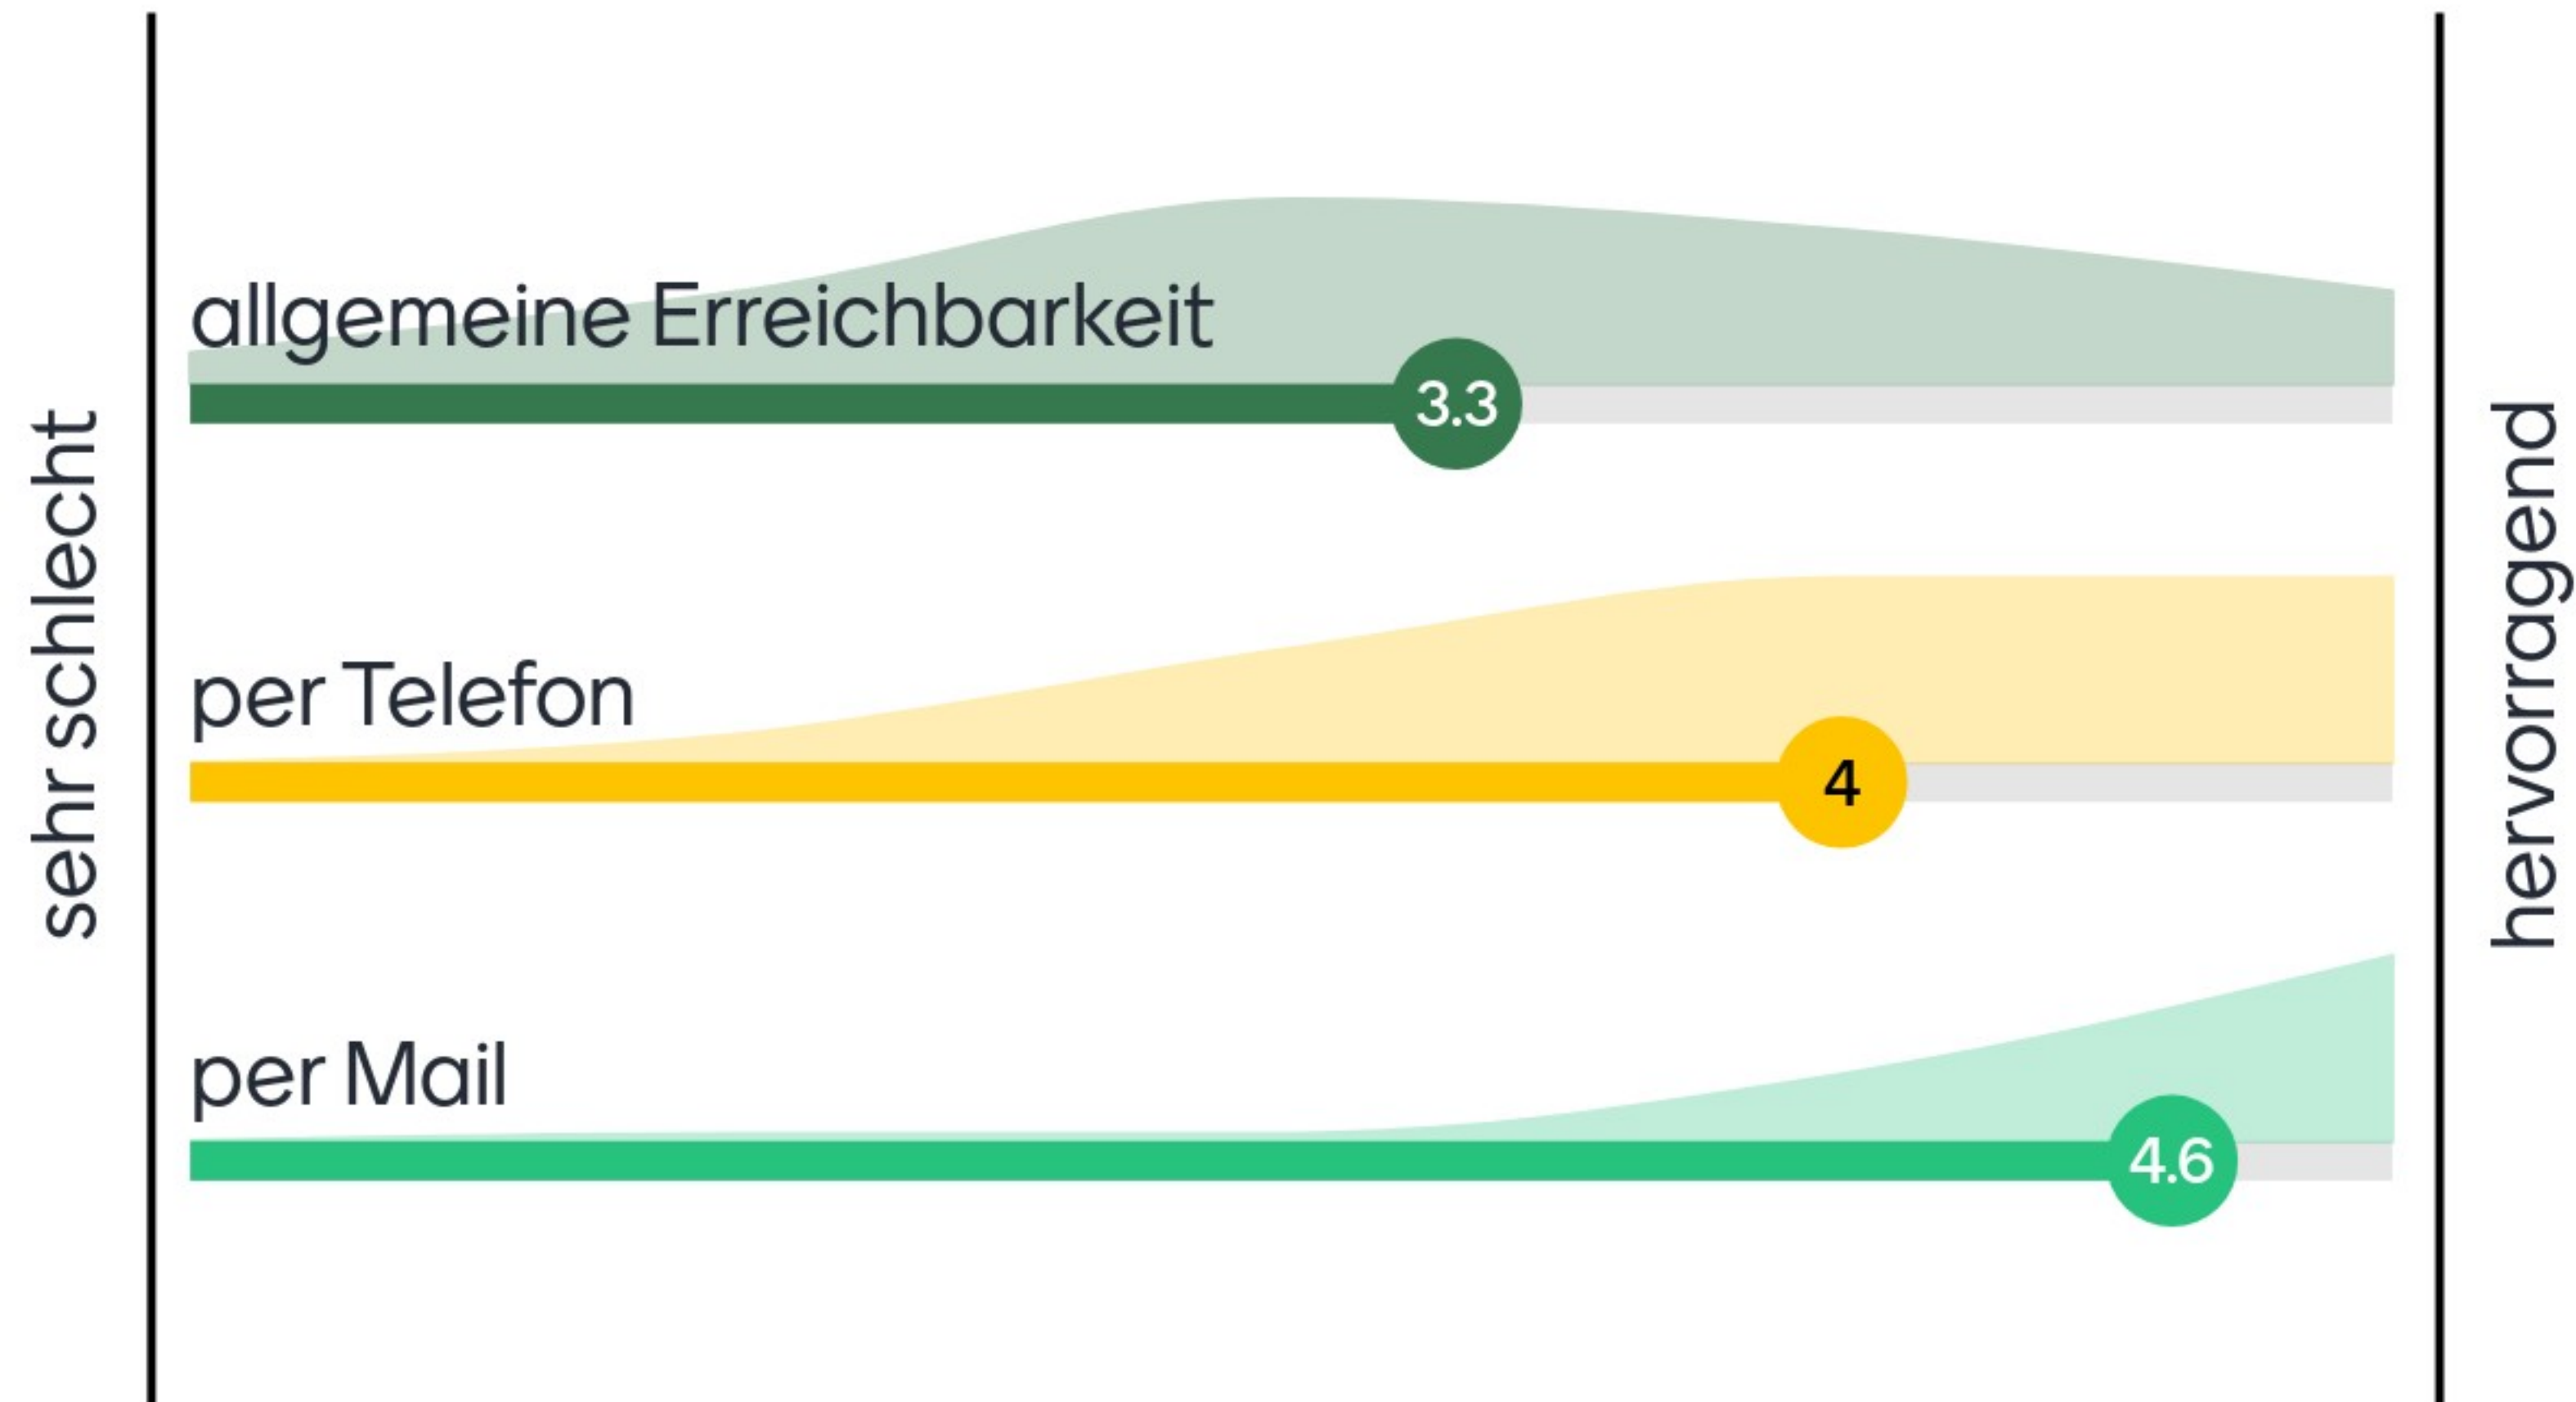 sehr schlecht
allgemeine Erreichbarkeit
3.3
per Telefon
4
per Mail
4.6
hervorragend